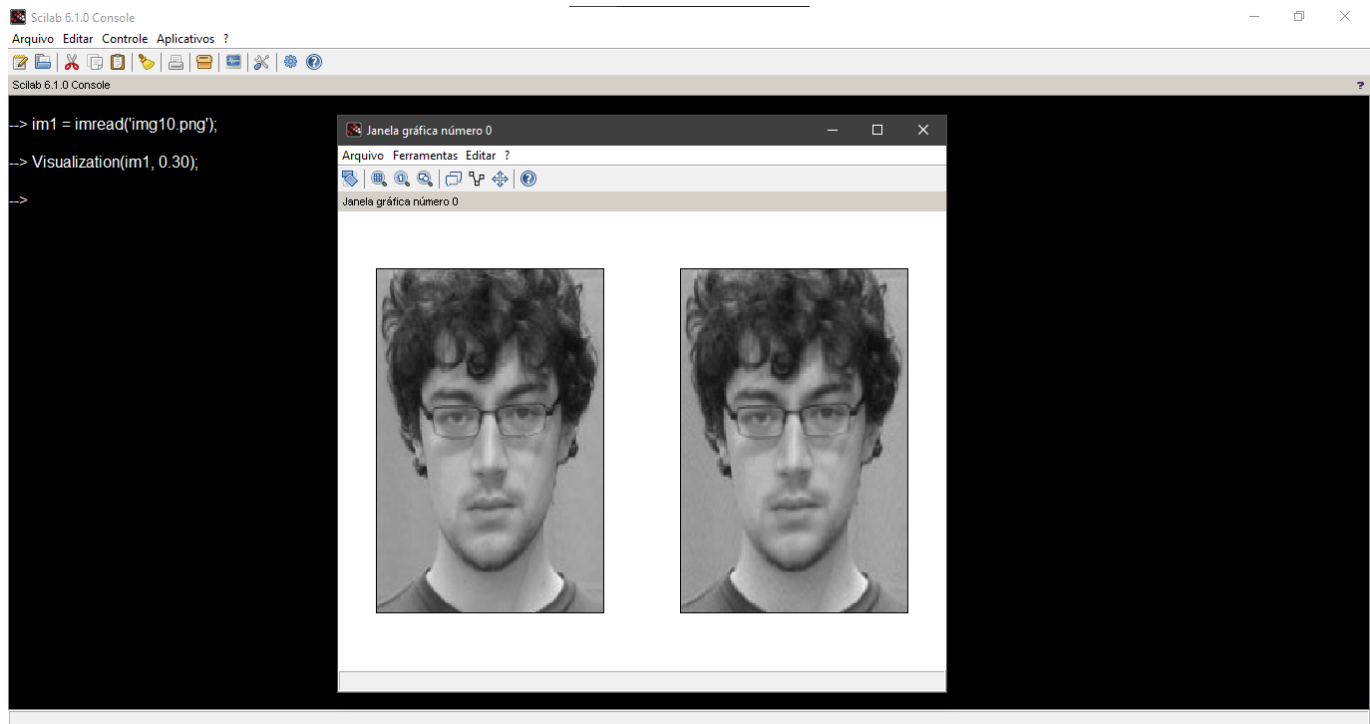 Scilab 6.1.0 Console
Arquivo Editar Controle Aplicativos ?
Scilab 6.1.0 Console ?
--> im1 = imread('img10.png');
--> Visualization(im1, 0.30);
-->
Janela gráfica número 0
Arquivo Ferramentas Editar ?
Janela gráfica número 0